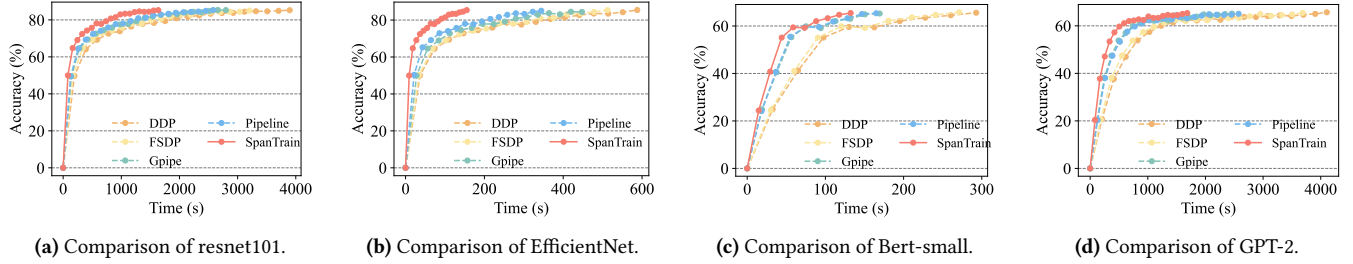 Accuracy (%)
80
60
40
20
0
DDP
FSDP
Gpipe
Pipeline
SpanTrain
0 1000 2000 3000 4000
Time (s)
(a) Comparison of resnet101.
Accuracy (%)
80
60
40
20
0
DDP
FSDP
Gpipe
Pipeline
SpanTrain
0 200 400 600
Time (s)
(b) Comparison of EfficientNet.
Accuracy (%)
60
40
20
0
DDP
FSDP
Gpipe
Pipeline
SpanTrain
0 100 200 300
Time (s)
(c) Comparison of Bert-small.
Accuracy (%)
60
40
20
0
DDP
FSDP
Gpipe
Pipeline
SpanTrain
0 1000 2000 3000 4000
Time (s)
(d) Comparison of GPT-2.